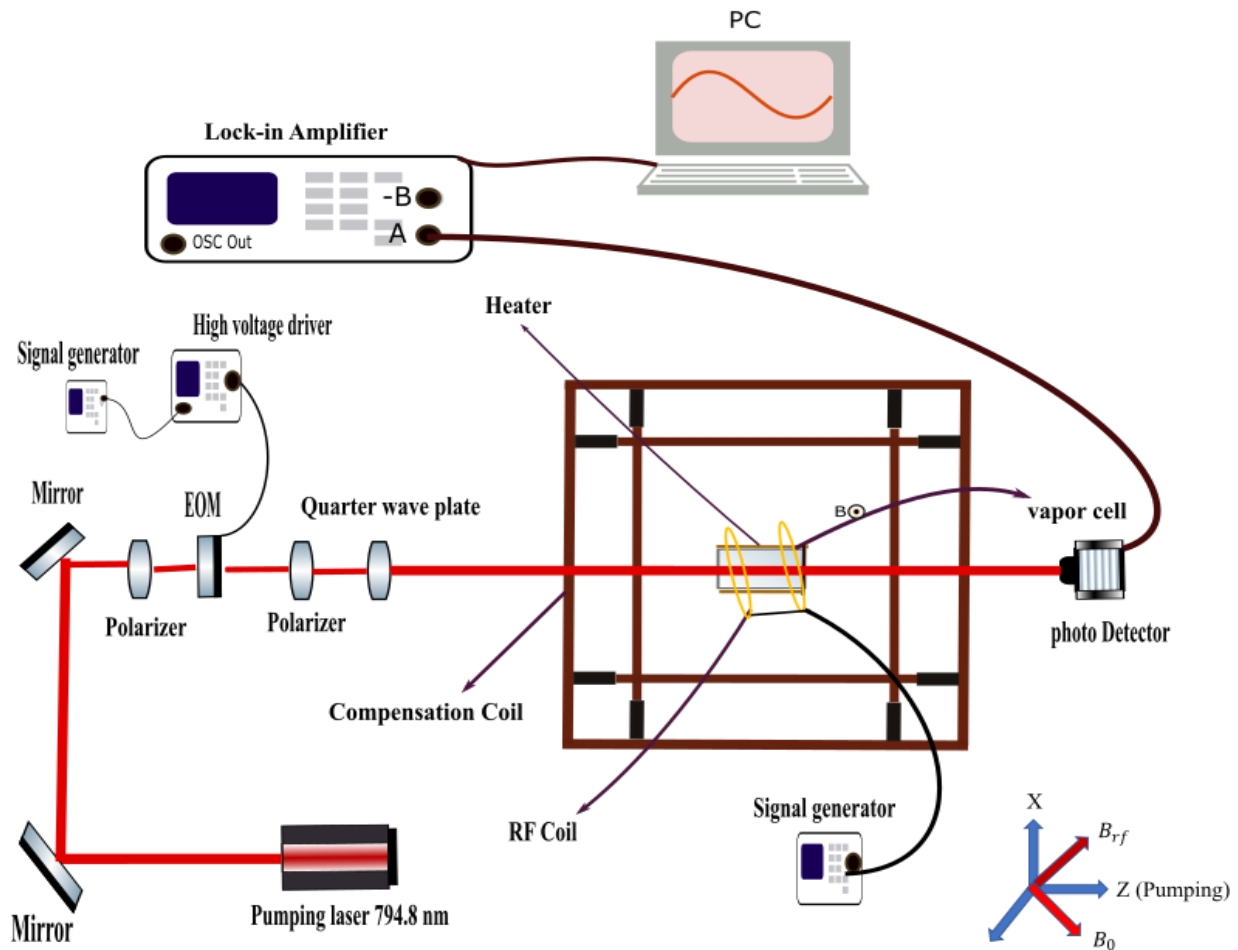 PC
Lock-in Amplifier
-B
A
OSC Out
Heater
High voltage driver
Signal generator
Mirror
EOM
Quarter wave plate
B
vapor cell
Polarizer
Polarizer
photo Detector
Compensation Coil
RF Coil
Signal generator
X
B_rf
Z (Pumping)
B_0
Pumping laser 794.8 nm
Mirror